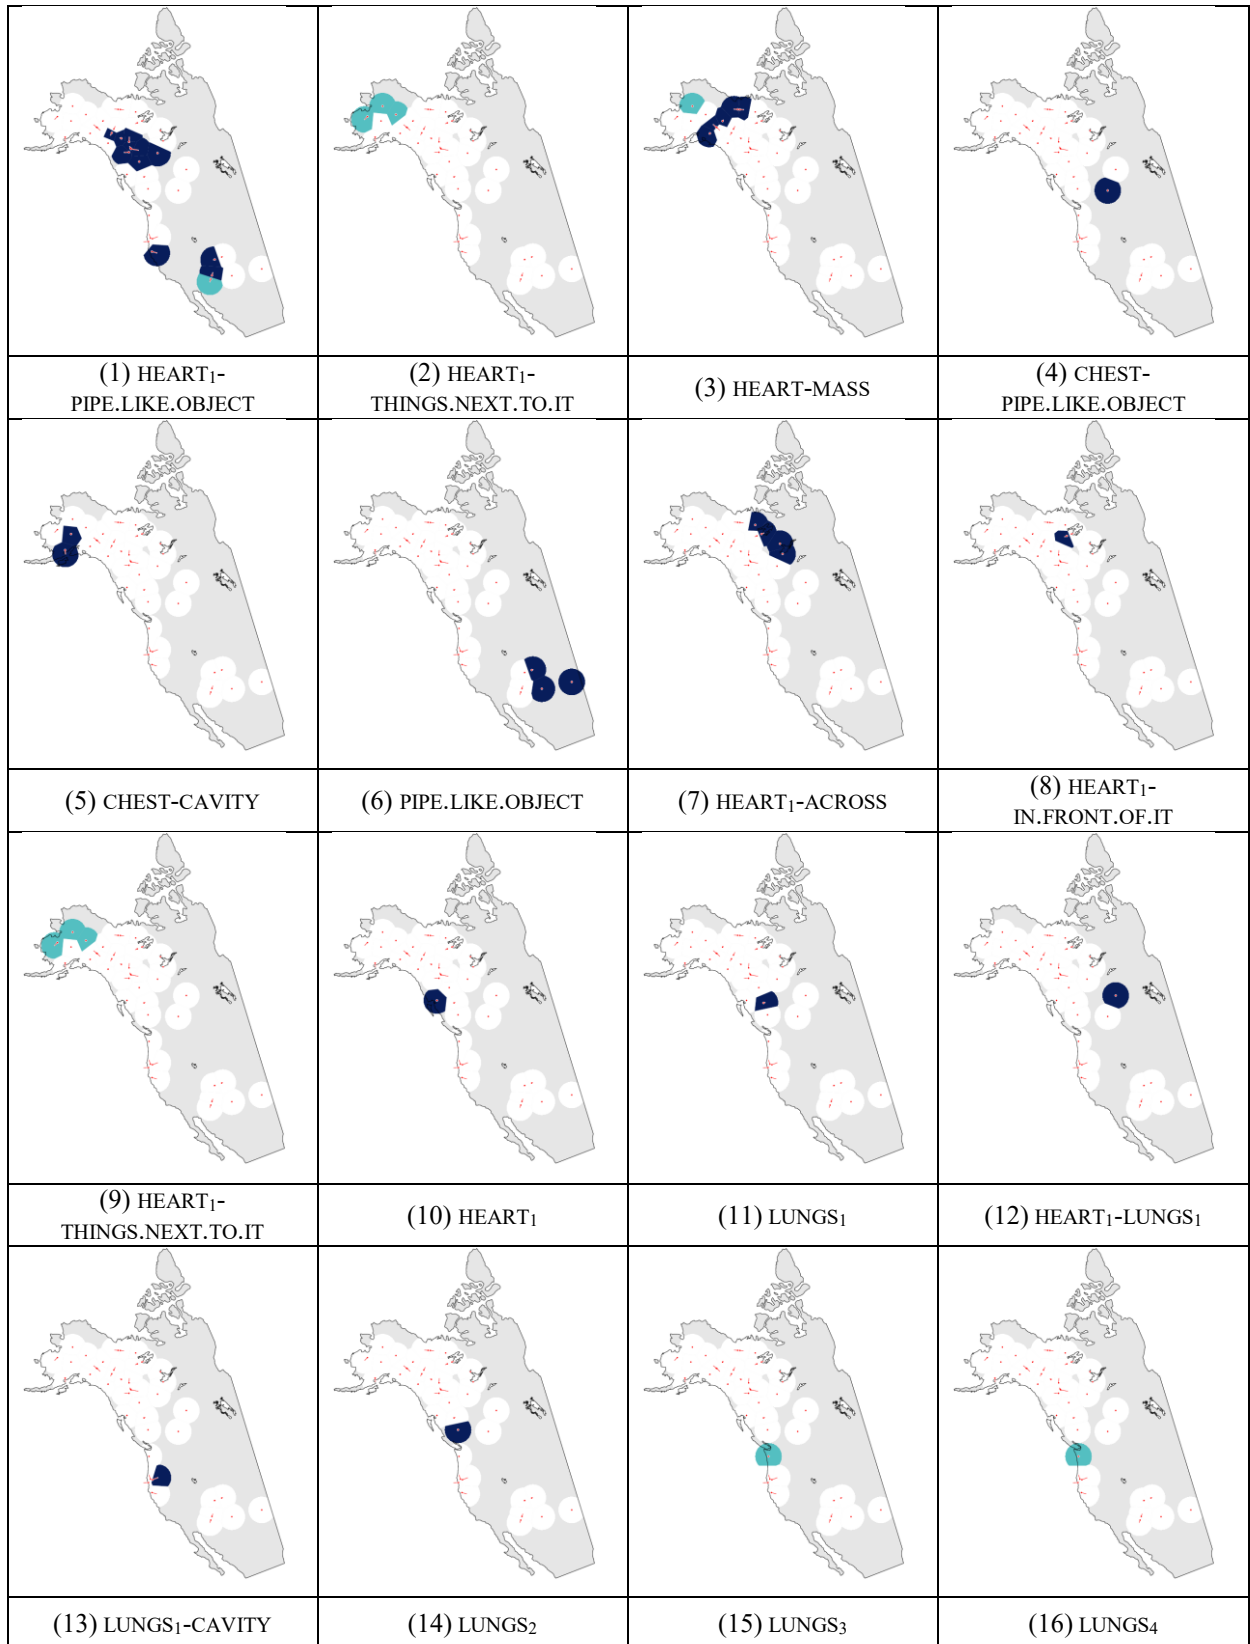 (1) HEART₁-
PIPE.LIKE.OBJECT
(2) HEART₁-
THINGS.NEXT.TO.IT
(3) HEART-MASS
(4) CHEST-
PIPE.LIKE.OBJECT
(5) CHEST-CAVITY
(6) PIPE.LIKE.OBJECT
(7) HEART₁-ACROSS
(8) HEART₁-
IN.FRONT.OF.IT
(9) HEART₁-
THINGS.NEXT.TO.IT
(10) HEART₁
(11) LUNGS₁
(12) HEART₁-LUNGS₁
(13) LUNGS₁-CAVITY
(14) LUNGS₂
(15) LUNGS₃
(16) LUNGS₄